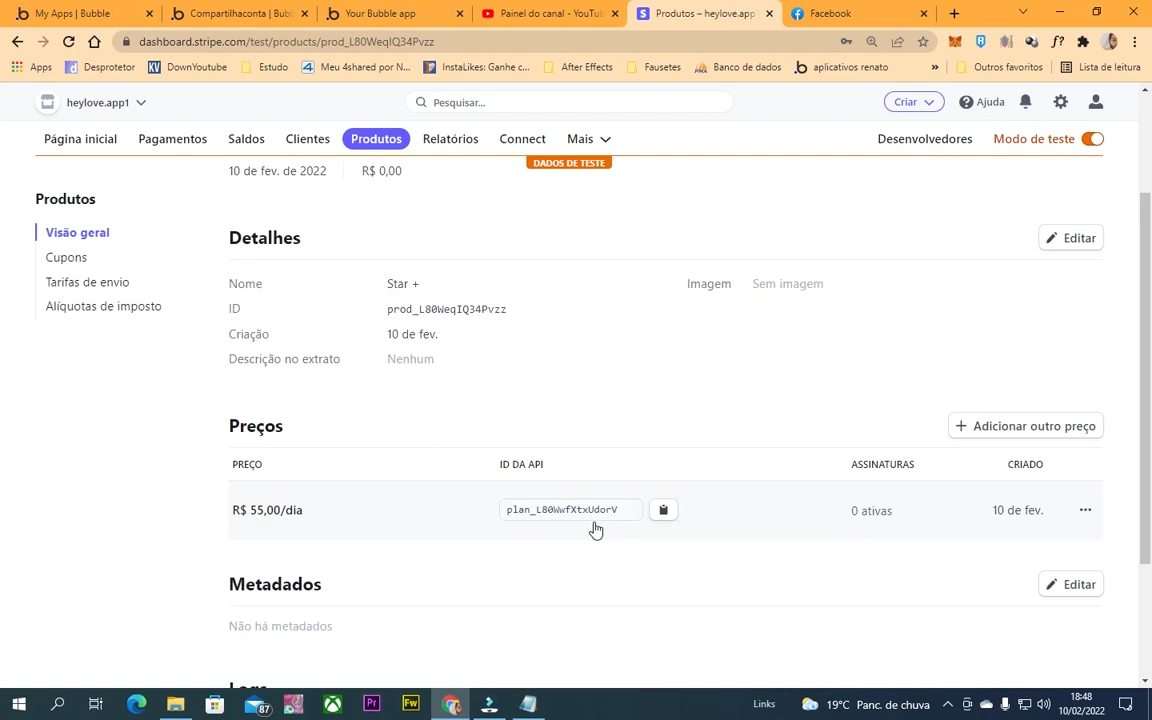 My Apps | Bubble
Compartilhaconta | Bub
Your Bubble app
Painel do canal - YouTu
Produtos – heylove.app
Facebook
dashboard.stripe.com/test/products/prod_L80WeqIQ34Pvzz
Apps
Desprotetor
DownYoutube
Estudo
Meu 4shared por N...
InstaLikes: Ganhe c...
After Effects
Fausetes
Banco de dados
aplicativos renato
»
Outros favoritos
Lista de leitura
heylove.app1
Pesquisar...
Criar
Ajuda
Página inicial
Pagamentos
Saldos
Clientes
Produtos
Relatórios
Connect
Mais
Desenvolvedores
Modo de teste
DADOS DE TESTE
10 de fev. de 2022
R$ 0,00
Produtos
Visão geral
Cupons
Tarifas de envio
Alíquotas de imposto
Detalhes
Editar
Nome
Star +
Imagem
Sem imagem
ID
prod_L80WeqIQ34Pvzz
Criação
10 de fev.
Descrição no extrato
Nenhum
Preços
+ Adicionar outro preço
PREÇO
ID DA API
ASSINATURAS
CRIADO
R$ 55,00/dia
plan_L80WwfXtxUdorV
0 ativas
10 de fev.
Metadados
Editar
Não há metadados
Logs
87
Pr
Fw
Links
19°C Panc. de chuva
18:48
10/02/2022